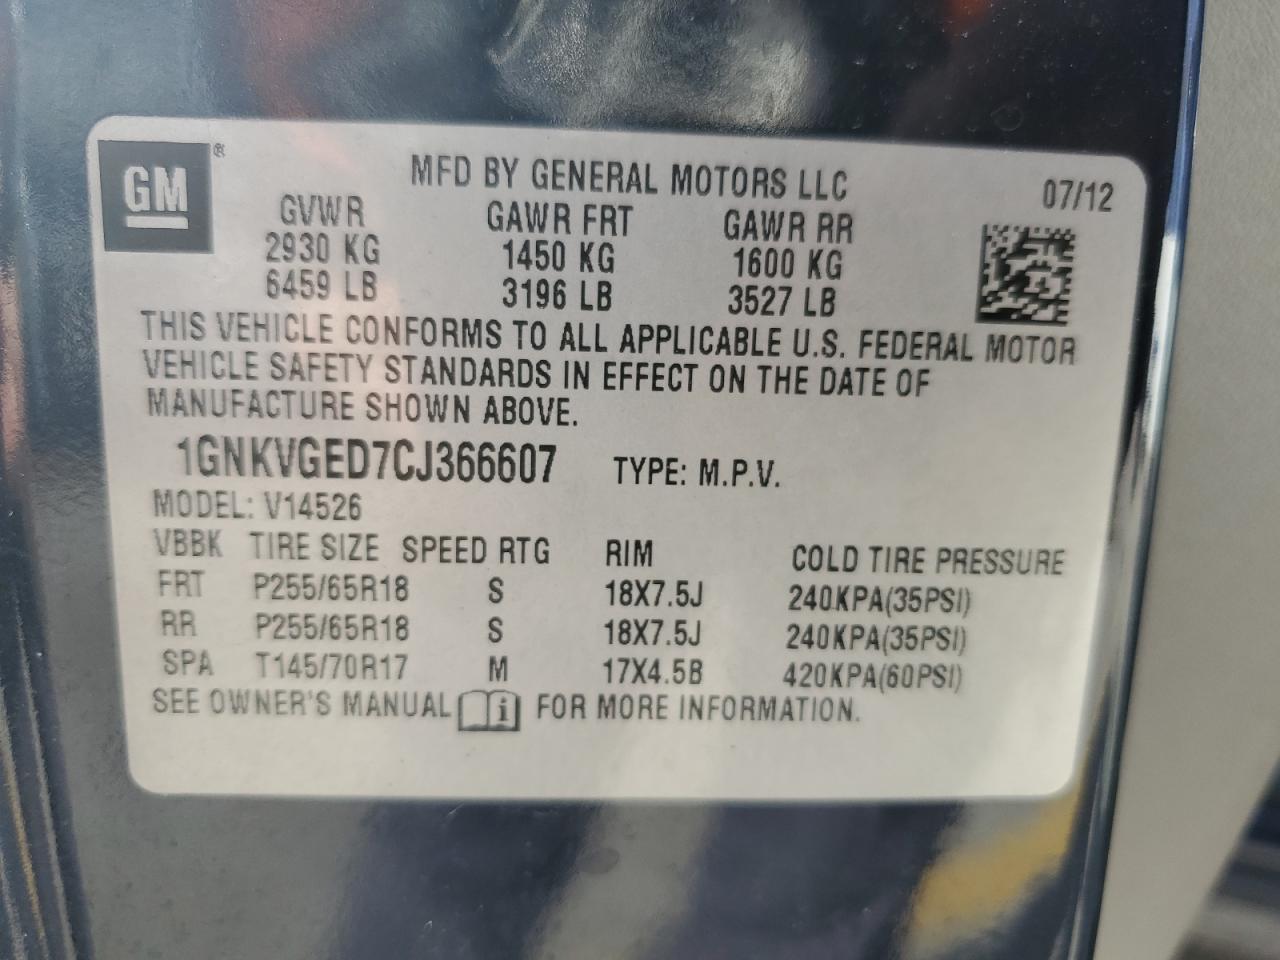 GM ®
MFD BY GENERAL MOTORS LLC 07/12
GVWR GAWR FRT GAWR RR
2930 KG 1450 KG 1600 KG
6459 LB 3196 LB 3527 LB
THIS VEHICLE CONFORMS TO ALL APPLICABLE U.S. FEDERAL MOTOR
VEHICLE SAFETY STANDARDS IN EFFECT ON THE DATE OF
MANUFACTURE SHOWN ABOVE.
1GNKVGED7CJ366607 TYPE: M.P.V.
MODEL: V14526
VBBK TIRE SIZE SPEED RTG RIM COLD TIRE PRESSURE
FRT P255/65R18 S 18X7.5J 240KPA(35PSI)
RR P255/65R18 S 18X7.5J 240KPA(35PSI)
SPA T145/70R17 M 17X4.5B 420KPA(60PSI)
SEE OWNER'S MANUAL i FOR MORE INFORMATION.